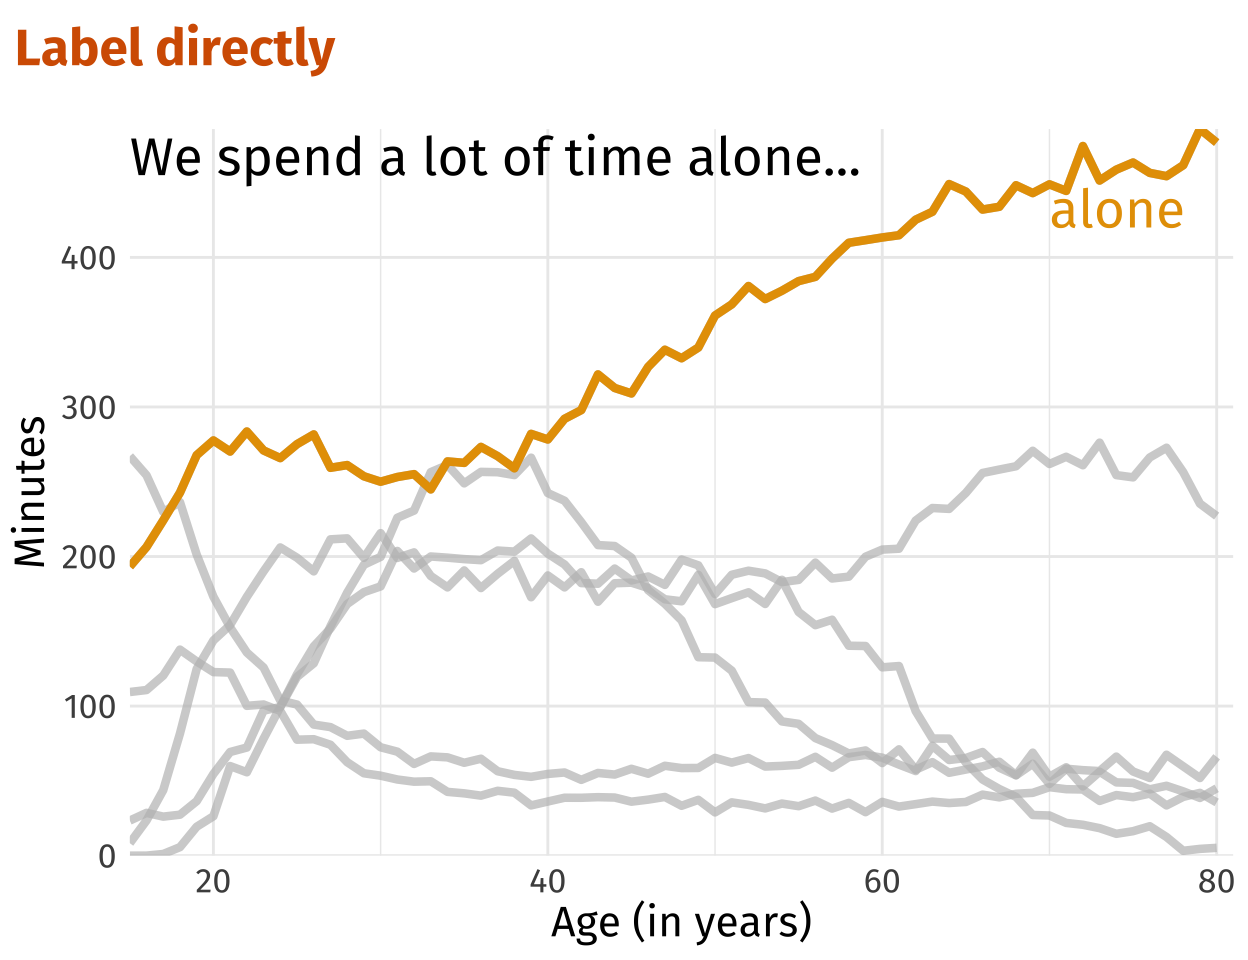 Label directly
We spend a lot of time alone...
alone
400
300
200
100
0
Minutes
20 40 60 80
Age (in years)